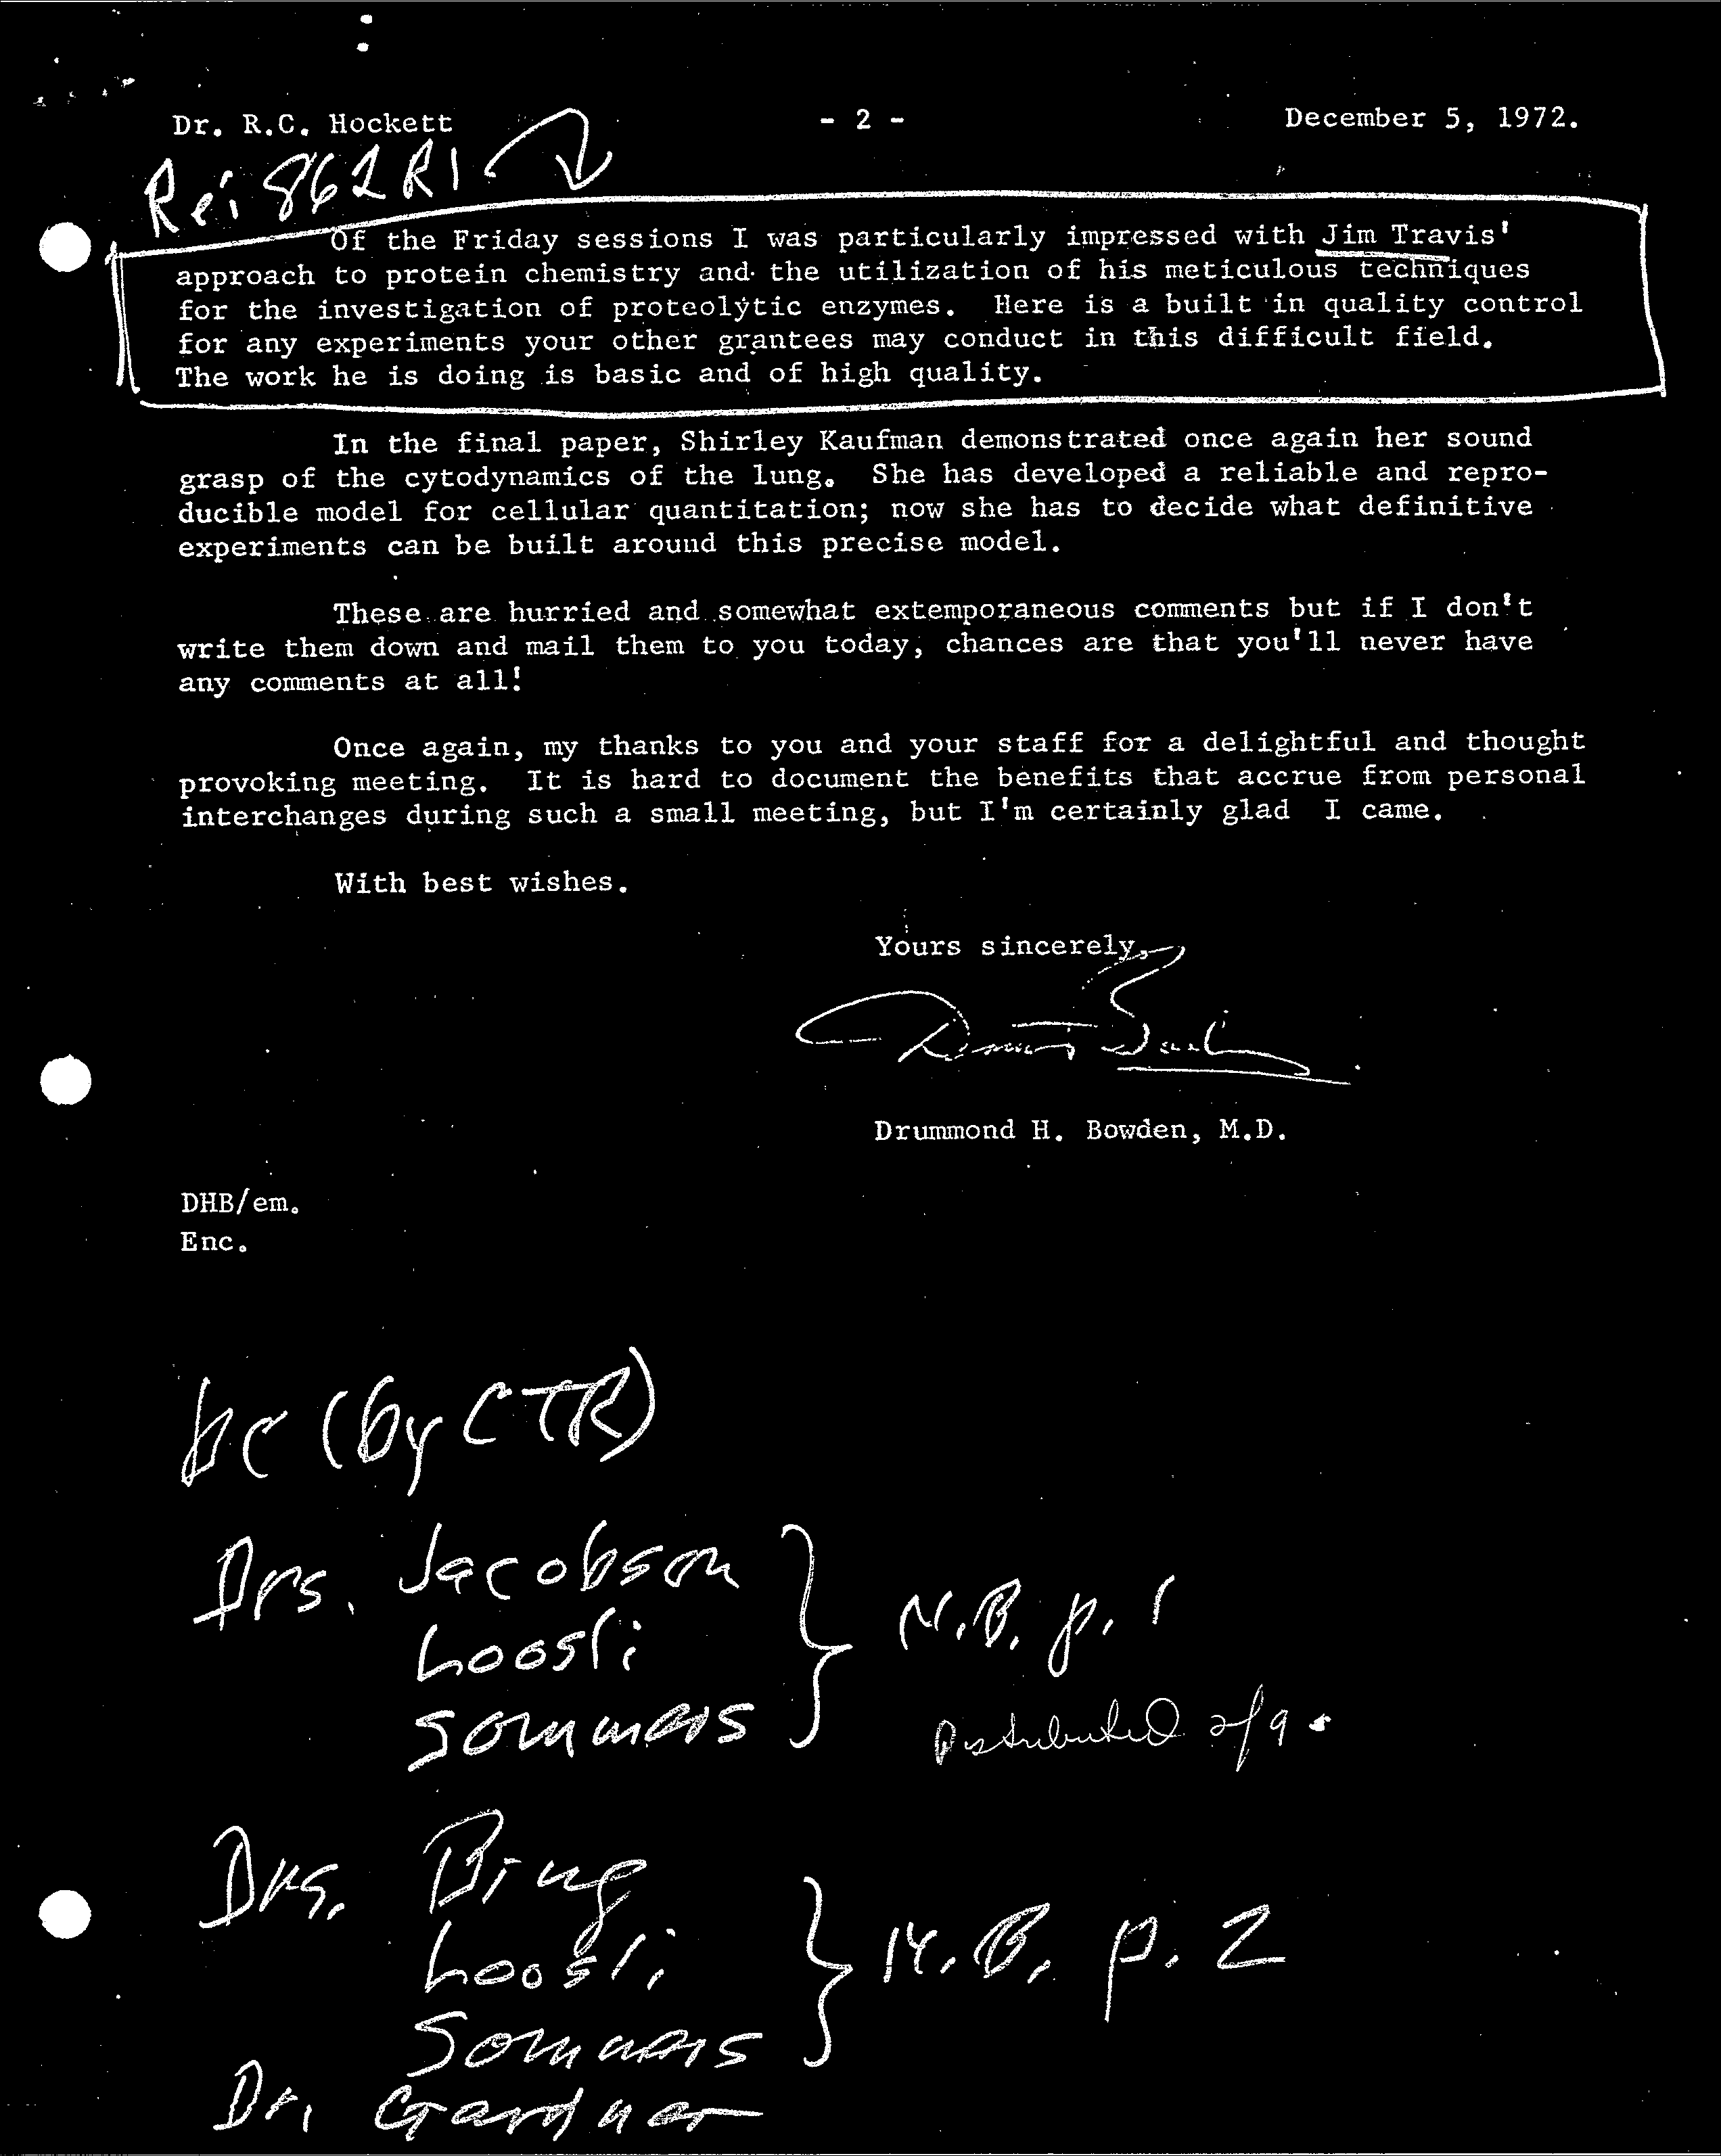 Dr. R.C. Hockett - 2 - December 5, 1972.
Re: 862R1
Of the Friday sessions I was particularly impressed with Jim Travis'
approach to protein chemistry and the utilization of his meticulous techniques
for the investigation of proteolytic enzymes. Here is a built in quality control
for any experiments your other grantees may conduct in this difficult field.
The work he is doing is basic and of high quality.
In the final paper, Shirley Kaufman demonstrated once again her sound
grasp of the cytodynamics of the lung. She has developed a reliable and repro-
ducible model for cellular quantitation; now she has to decide what definitive
experiments can be built around this precise model.
These are hurried and somewhat extemporaneous comments but if I don't
write them down and mail them to you today, chances are that you'll never have
any comments at all!
Once again, my thanks to you and your staff for a delightful and thought
provoking meeting. It is hard to document the benefits that accrue from personal
interchanges during such a small meeting, but I'm certainly glad I came.
With best wishes.
Yours sincerely,
Drummond H. Bowden, M.D.
DHB/em.
Enc.
bc (by CTR)
Drs. Jacobson
Loosli
Sommers
N.B. p. 1
Distributed 2/9
Drs. Bing
Loosli
Sommers
N.B. p. 2
Dr. Gardner